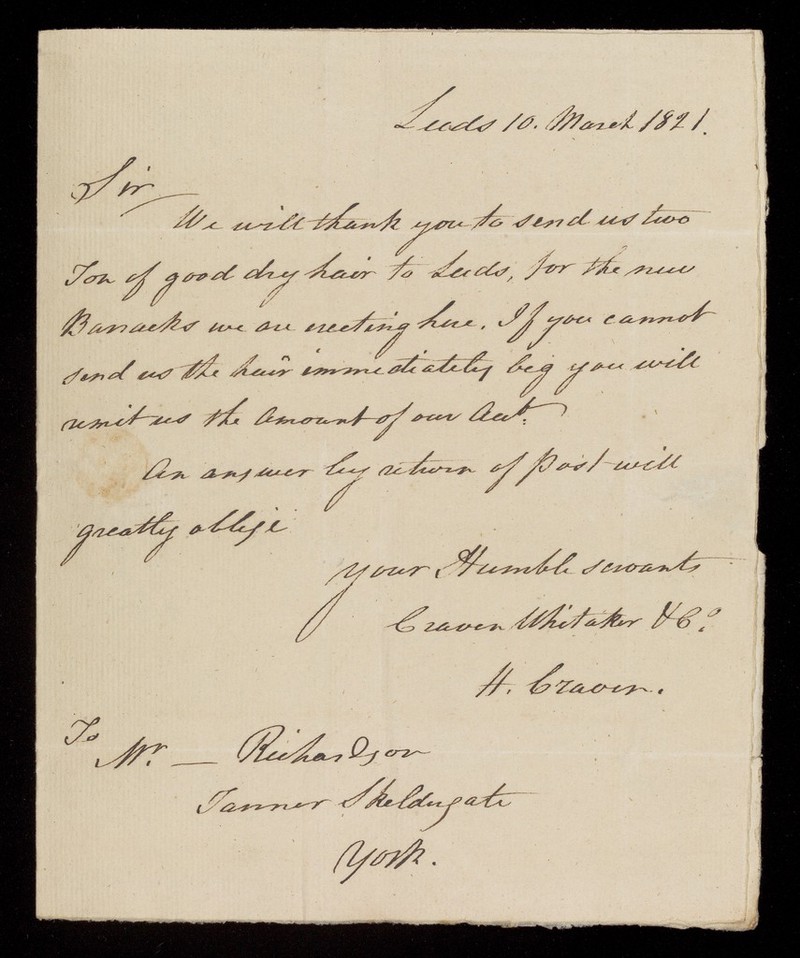 Leeds 10. March 1821.
Sir
We will thank you to send us two
Ton of good dry hair to Leeds, for the new
Barracks we are erecting here. If you cannot
send us the hair immediately beg you will
remit us the Amount of our Acct.
An answer by return of Post will
greatly oblige
your Humble servants
Craven Whitaker & Co.
H. Craven.
To
Mr. — Richardson
Tanner Skeldergate
York.